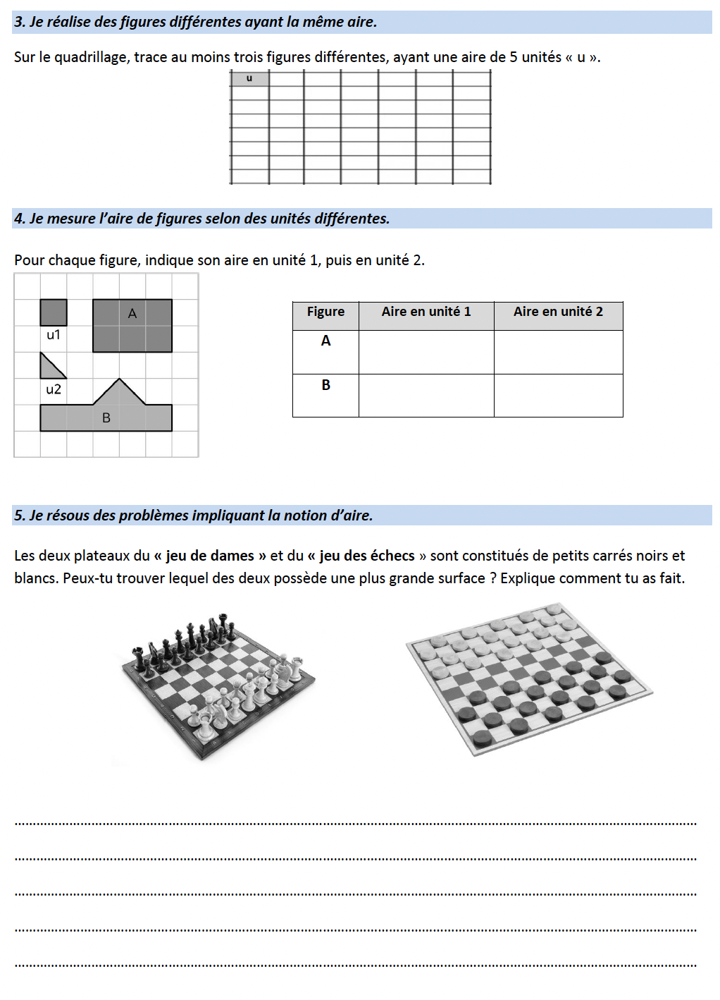 3. Je réalise des figures différentes ayant la même aire.
Sur le quadrillage, trace au moins trois figures différentes, ayant une aire de 5 unités « u ».
u
4. Je mesure l’aire de figures selon des unités différentes.
Pour chaque figure, indique son aire en unité 1, puis en unité 2.
A
u1
u2
B
Figure Aire en unité 1 Aire en unité 2
A
B
5. Je résous des problèmes impliquant la notion d’aire.
Les deux plateaux du « jeu de dames » et du « jeu des échecs » sont constitués de petits carrés noirs et
blancs. Peux-tu trouver lequel des deux possède une plus grande surface ? Explique comment tu as fait.